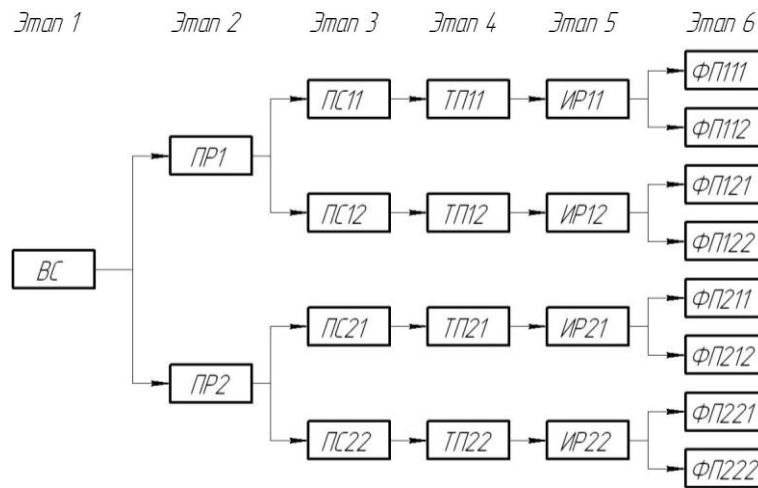 Этап 1 Этап 2 Этап 3 Этап 4 Этап 5 Этап 6
ФП111
ПС11 ТП11 ИР11
ФП112
ПР1
ФП121
ПС12 ТП12 ИР12
ФП122
ВС
ФП211
ПС21 ТП21 ИР21
ФП212
ПР2
ФП221
ПС22 ТП22 ИР22
ФП222